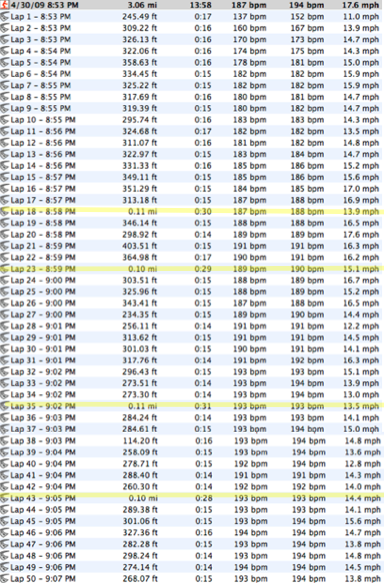 4/30/09 8:53 PM 3.06 mi 13:58 187 bpm 194 bpm 17.6 mph
Lap 1 – 8:53 PM 245.49 ft 0:17 137 bpm 152 bpm 11.0 mph
Lap 2 – 8:53 PM 309.22 ft 0:16 160 bpm 167 bpm 13.9 mph
Lap 3 – 8:53 PM 326.13 ft 0:16 170 bpm 173 bpm 14.7 mph
Lap 4 – 8:54 PM 322.06 ft 0:16 174 bpm 175 bpm 14.3 mph
Lap 5 – 8:54 PM 358.63 ft 0:16 178 bpm 181 bpm 15.0 mph
Lap 6 – 8:54 PM 334.45 ft 0:15 180 bpm 182 bpm 15.9 mph
Lap 7 – 8:55 PM 325.22 ft 0:15 180 bpm 182 bpm 15.9 mph
Lap 8 – 8:55 PM 317.69 ft 0:16 180 bpm 181 bpm 14.3 mph
Lap 9 – 8:55 PM 319.39 ft 0:15 180 bpm 182 bpm 14.7 mph
Lap 10 – 8:55 PM 295.74 ft 0:16 183 bpm 183 bpm 14.3 mph
Lap 11 – 8:56 PM 324.68 ft 0:17 182 bpm 182 bpm 13.5 mph
Lap 12 – 8:56 PM 311.07 ft 0:16 181 bpm 182 bpm 14.8 mph
Lap 13 – 8:56 PM 322.97 ft 0:15 183 bpm 184 bpm 14.7 mph
Lap 14 – 8:56 PM 331.33 ft 0:16 185 bpm 186 bpm 15.2 mph
Lap 15 – 8:57 PM 349.11 ft 0:15 185 bpm 186 bpm 15.6 mph
Lap 16 – 8:57 PM 351.29 ft 0:14 184 bpm 185 bpm 17.0 mph
Lap 17 – 8:57 PM 313.18 ft 0:15 187 bpm 188 bpm 16.9 mph
Lap 18 – 8:58 PM 0.11 mi 0:30 187 bpm 188 bpm 13.9 mph
Lap 19 – 8:58 PM 346.14 ft 0:15 188 bpm 188 bpm 16.5 mph
Lap 20 – 8:58 PM 298.92 ft 0:14 189 bpm 189 bpm 17.6 mph
Lap 21 – 8:59 PM 403.51 ft 0:15 191 bpm 191 bpm 16.3 mph
Lap 22 – 8:59 PM 364.98 ft 0:17 190 bpm 191 bpm 16.2 mph
Lap 23 – 8:59 PM 0.10 mi 0:29 189 bpm 190 bpm 15.1 mph
Lap 24 – 9:00 PM 303.51 ft 0:15 188 bpm 189 bpm 16.7 mph
Lap 25 – 9:00 PM 325.96 ft 0:15 188 bpm 189 bpm 15.2 mph
Lap 26 – 9:00 PM 343.41 ft 0:15 187 bpm 188 bpm 16.5 mph
Lap 27 – 9:00 PM 234.35 ft 0:15 189 bpm 190 bpm 14.4 mph
Lap 28 – 9:01 PM 256.11 ft 0:14 191 bpm 191 bpm 12.2 mph
Lap 29 – 9:01 PM 313.62 ft 0:15 191 bpm 191 bpm 14.5 mph
Lap 30 – 9:01 PM 301.03 ft 0:15 190 bpm 191 bpm 14.1 mph
Lap 31 – 9:01 PM 317.76 ft 0:14 191 bpm 192 bpm 16.3 mph
Lap 32 – 9:02 PM 296.43 ft 0:15 193 bpm 193 bpm 15.1 mph
Lap 33 – 9:02 PM 273.51 ft 0:14 193 bpm 194 bpm 13.9 mph
Lap 34 – 9:02 PM 273.30 ft 0:14 193 bpm 194 bpm 13.0 mph
Lap 35 – 9:02 PM 0.11 mi 0:31 193 bpm 193 bpm 13.5 mph
Lap 36 – 9:03 PM 284.24 ft 0:14 193 bpm 194 bpm 14.1 mph
Lap 37 – 9:03 PM 284.61 ft 0:15 193 bpm 194 bpm 15.0 mph
Lap 38 – 9:03 PM 114.20 ft 0:16 193 bpm 194 bpm 14.8 mph
Lap 39 – 9:04 PM 258.09 ft 0:15 193 bpm 194 bpm 13.6 mph
Lap 40 – 9:04 PM 278.71 ft 0:15 192 bpm 194 bpm 12.8 mph
Lap 41 – 9:04 PM 288.40 ft 0:14 191 bpm 193 bpm 14.3 mph
Lap 42 – 9:04 PM 260.30 ft 0:14 192 bpm 192 bpm 14.0 mph
Lap 43 – 9:05 PM 0.10 mi 0:28 193 bpm 193 bpm 14.4 mph
Lap 44 – 9:05 PM 289.38 ft 0:15 193 bpm 194 bpm 14.1 mph
Lap 45 – 9:05 PM 301.06 ft 0:15 193 bpm 194 bpm 15.6 mph
Lap 46 – 9:06 PM 327.36 ft 0:16 193 bpm 194 bpm 14.7 mph
Lap 47 – 9:06 PM 282.28 ft 0:15 193 bpm 194 bpm 13.8 mph
Lap 48 – 9:06 PM 298.24 ft 0:14 193 bpm 194 bpm 14.8 mph
Lap 49 – 9:06 PM 274.14 ft 0:14 193 bpm 194 bpm 14.5 mph
Lap 50 – 9:07 PM 268.07 ft 0:15 193 bpm 194 bpm 13.8 mph